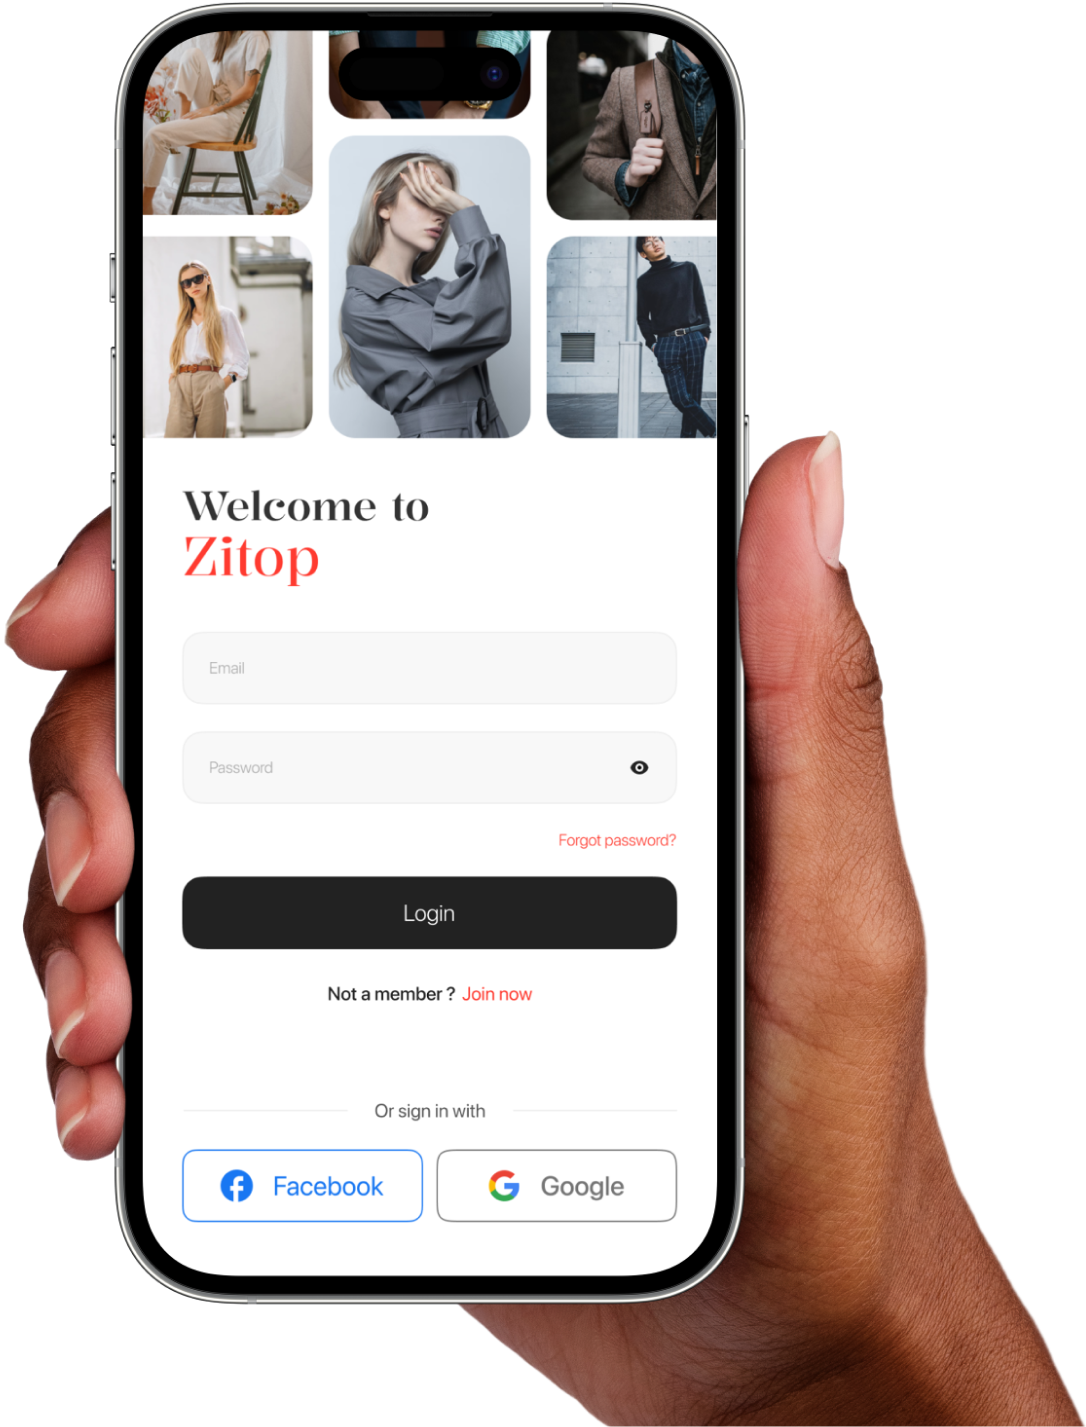 Welcome to
Zitop
Email
Password
Forgot password?
Login
Not a member ? Join now
Or sign in with
Facebook
Google